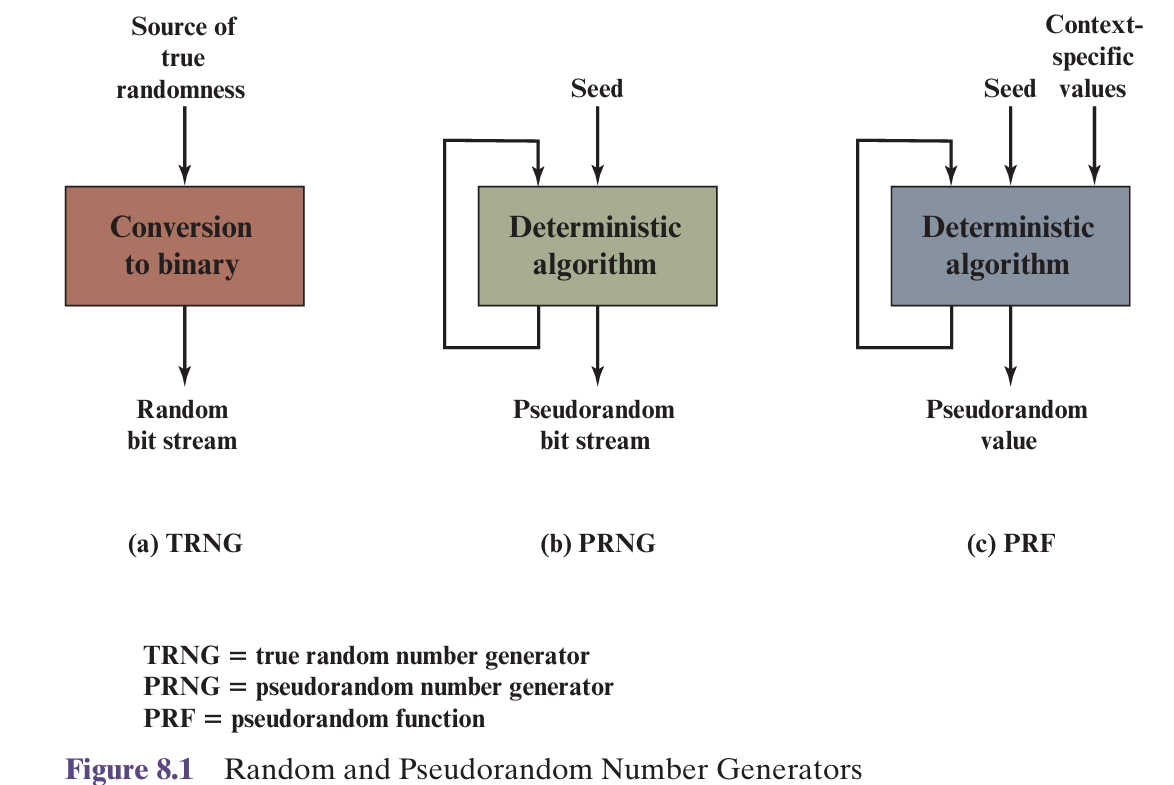 Source of
true
randomness
Conversion
to binary
Random
bit stream
(a) TRNG
Seed
Deterministic
algorithm
Pseudorandom
bit stream
(b) PRNG
Seed
Context-
specific
values
Deterministic
algorithm
Pseudorandom
value
(c) PRF
TRNG = true random number generator
PRNG = pseudorandom number generator
PRF = pseudorandom function
Figure 8.1 Random and Pseudorandom Number Generators